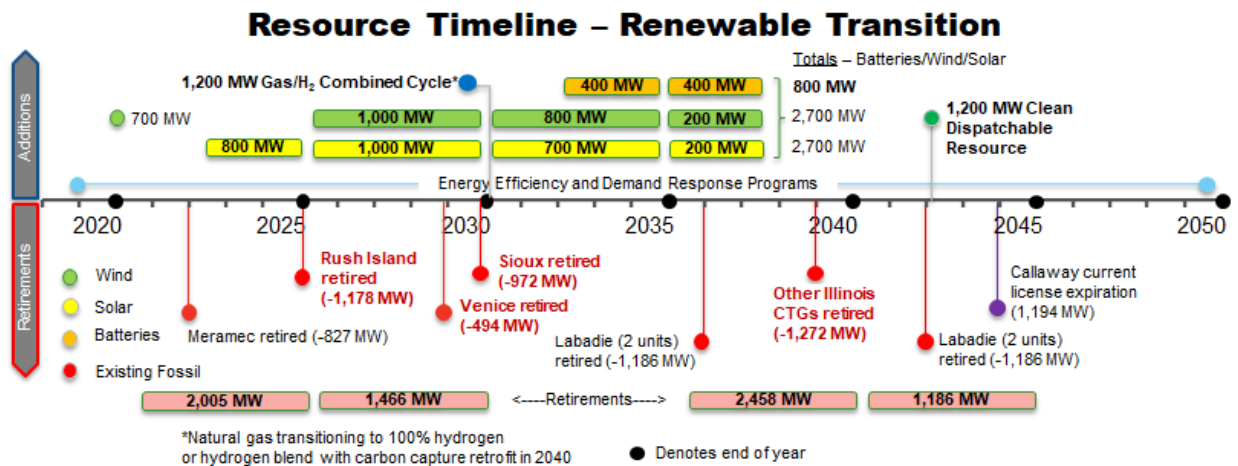 Resource Timeline – Renewable Transition
Additions
Retirements
Totals – Batteries/Wind/Solar
1,200 MW Gas/H₂ Combined Cycle*
400 MW
400 MW
800 MW
700 MW
1,000 MW
800 MW
200 MW
2,700 MW
800 MW
1,000 MW
700 MW
200 MW
2,700 MW
1,200 MW Clean
Dispatchable
Resource
Energy Efficiency and Demand Response Programs
2020
2025
2030
2035
2040
2045
2050
Wind
Solar
Batteries
Existing Fossil
Meramec retired (-827 MW)
Rush Island
retired
(-1,178 MW)
Venice retired
(-494 MW)
Sioux retired
(-972 MW)
Labadie (2 units)
retired (-1,186 MW)
Other Illinois
CTGs retired
(-1,272 MW)
Labadie (2 units)
retired (-1,186 MW)
Callaway current
license expiration
(1,194 MW)
2,005 MW
1,466 MW
<----Retirements---->
2,458 MW
1,186 MW
*Natural gas transitioning to 100% hydrogen
or hydrogen blend with carbon capture retrofit in 2040
Denotes end of year